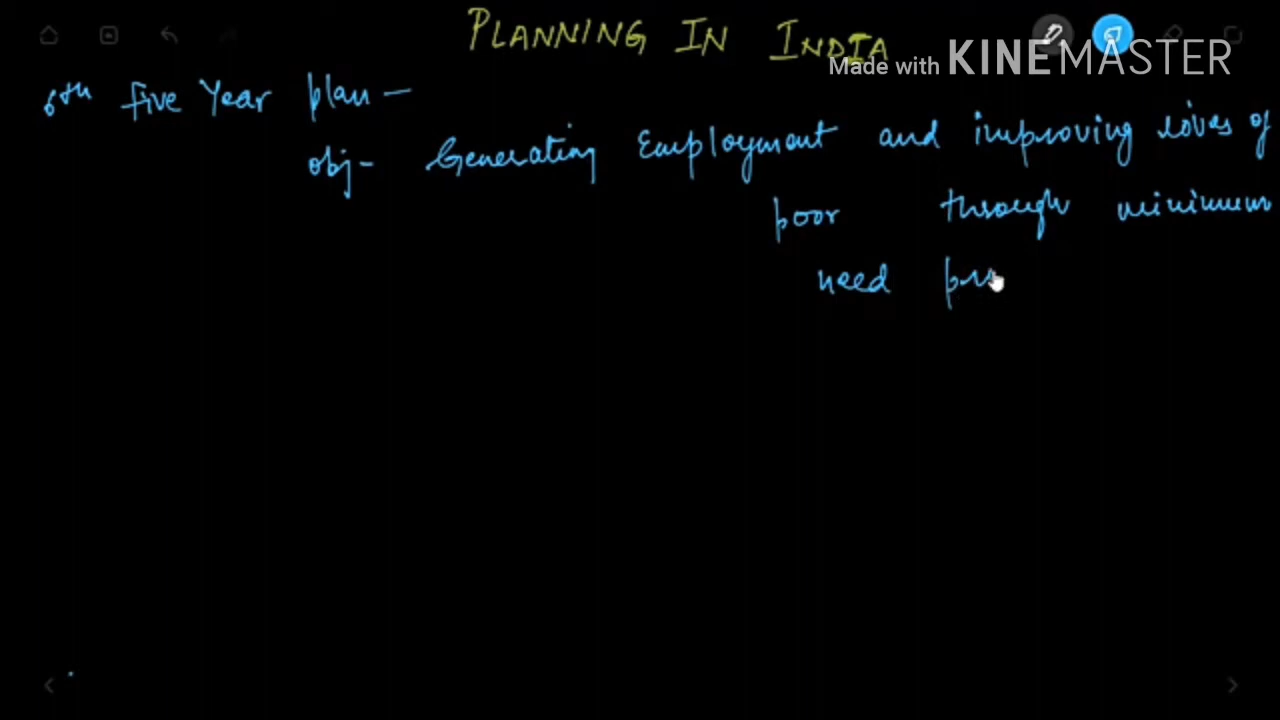 PLANNING IN INDIA
Made with KINEMASTER
6th five Year plan -
obj- Generating Employment and improving lives of
poor through minimum
need pro